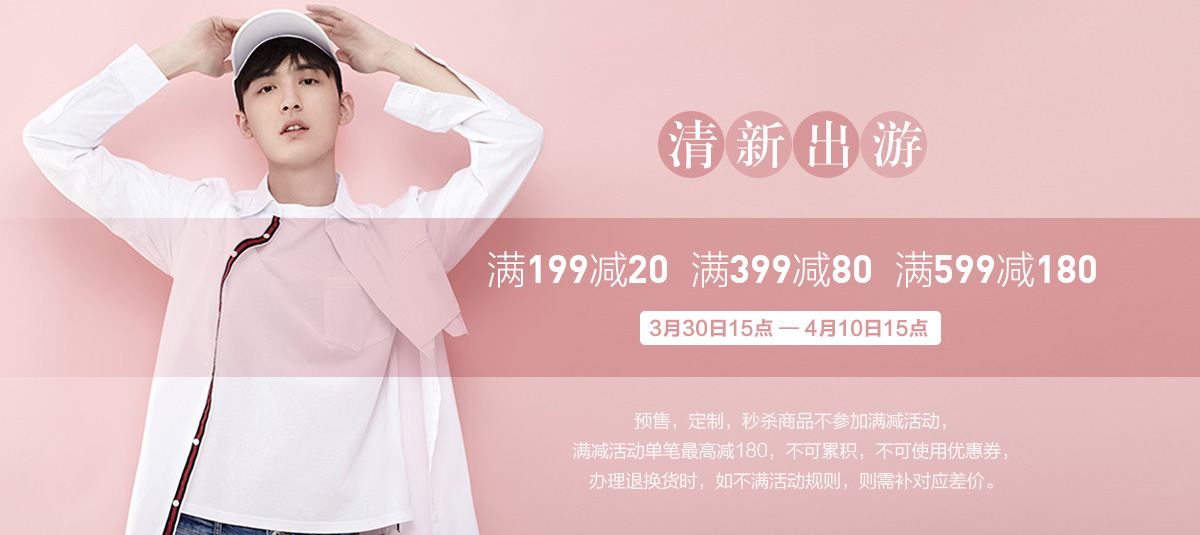 清新出游
满199减20 满399减80 满599减180
3月30日15点 — 4月10日15点
预售，定制，秒杀商品不参加满减活动，
满减活动单笔最高减180，不可累积，不可使用优惠券，
办理退换货时，如不满活动规则，则需补对应差价。